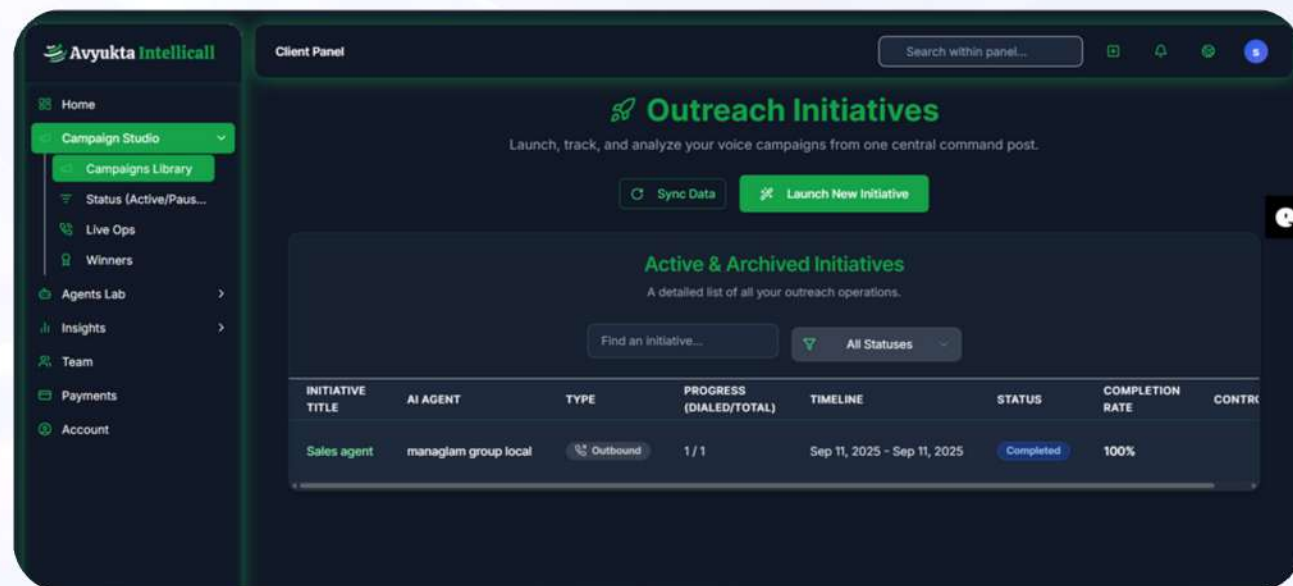 Avyukta Intellicall
Client Panel
Search within panel...
S
Home
Campaign Studio
Campaigns Library
Status (Active/Paus...
Live Ops
Winners
Agents Lab
Insights
Team
Payments
Account
Outreach Initiatives
Launch, track, and analyze your voice campaigns from one central command post.
Sync Data
Launch New Initiative
Active & Archived Initiatives
A detailed list of all your outreach operations.
Find an initiative...
All Statuses
INITIATIVE TITLE AI AGENT TYPE PROGRESS (DIALED/TOTAL) TIMELINE STATUS COMPLETION RATE CONTR
Sales agent managlam group local Outbound 1 / 1 Sep 11, 2025 - Sep 11, 2025 Completed 100%